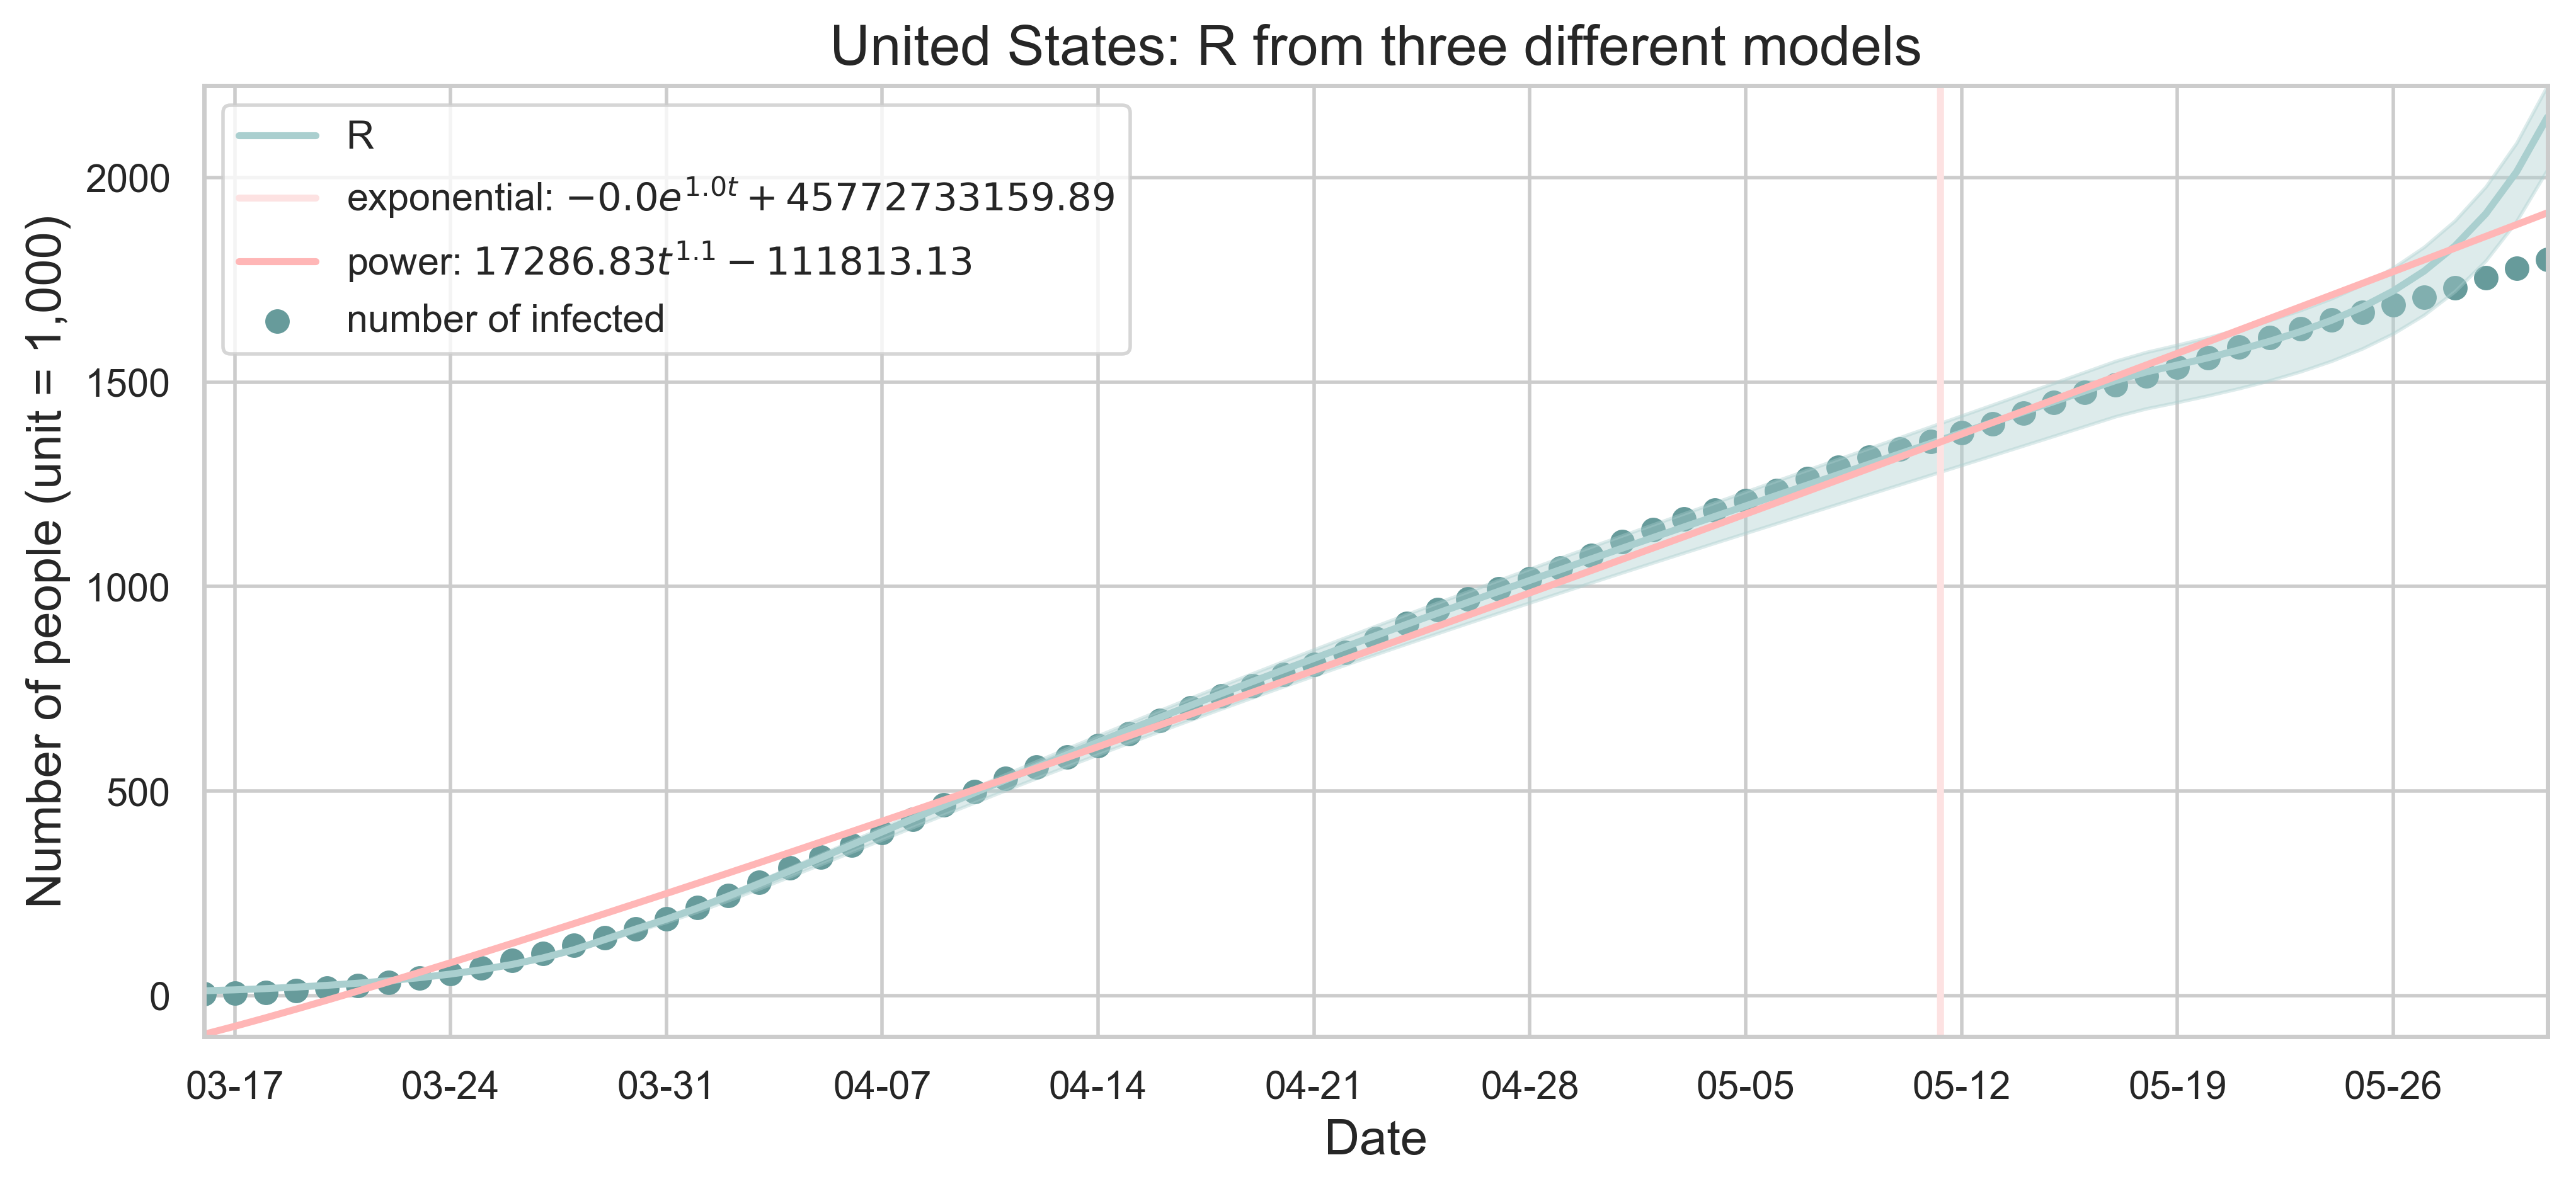 United States: R from three different models
R
exponential: −0.0e^{1.0t} + 45772733159.89
power: 17286.83t^{1.1} − 111813.13
number of infected
Number of people (unit = 1,000)
2000
1500
1000
500
0
03-17 03-24 03-31 04-07 04-14 04-21 04-28 05-05 05-12 05-19 05-26
Date